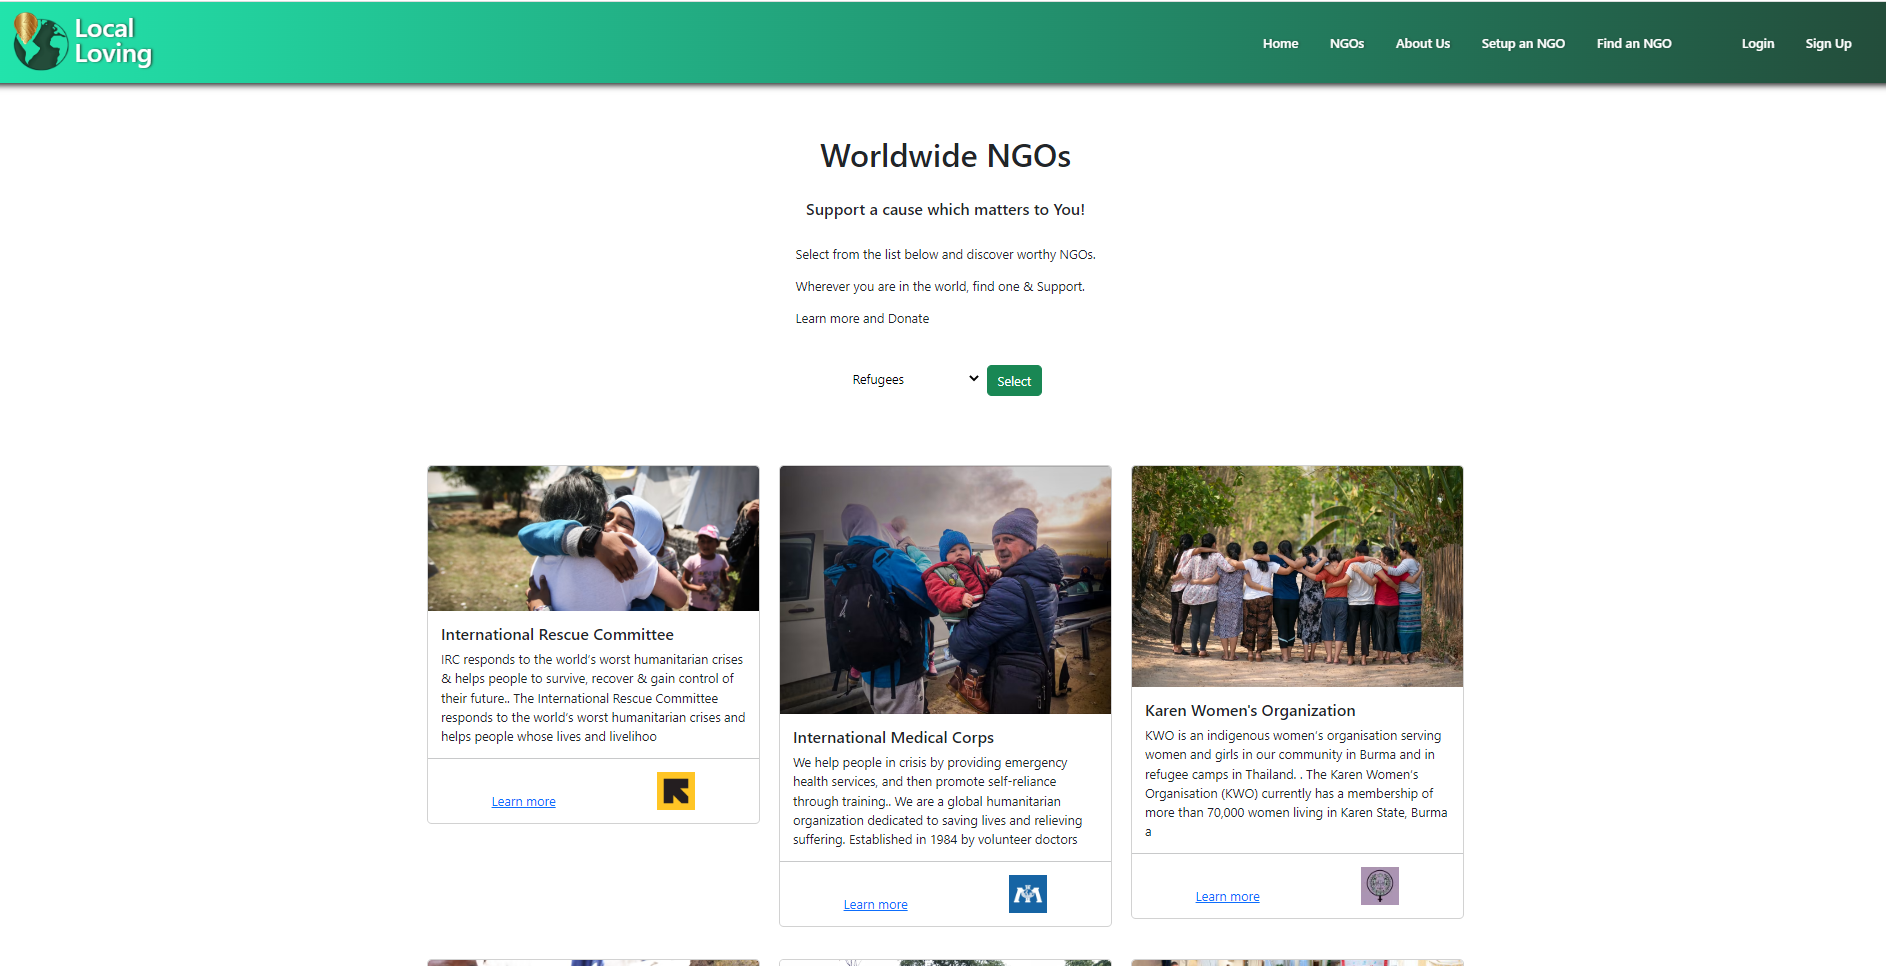 Local
Loving
Home NGOs About Us Setup an NGO Find an NGO Login Sign Up
Worldwide NGOs
Support a cause which matters to You!
Select from the list below and discover worthy NGOs.
Wherever you are in the world, find one & Support.
Learn more and Donate
Refugees Select
International Rescue Committee
IRC responds to the world's worst humanitarian crises
& helps people to survive, recover & gain control of
their future.. The International Rescue Committee
responds to the world's worst humanitarian crises and
helps people whose lives and livelihoo
Learn more
International Medical Corps
We help people in crisis by providing emergency
health services, and then promote self-reliance
through training.. We are a global humanitarian
organization dedicated to saving lives and relieving
suffering. Established in 1984 by volunteer doctors
Learn more
Karen Women's Organization
KWO is an indigenous women's organisation serving
women and girls in our community in Burma and in
refugee camps in Thailand. . The Karen Women's
Organisation (KWO) currently has a membership of
more than 70,000 women living in Karen State, Burma
a
Learn more